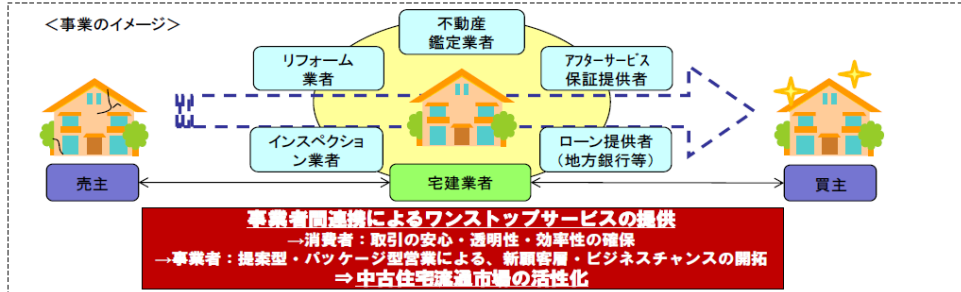 ＜事業のイメージ＞
不動産
鑑定業者
リフォーム
業者
アフターサービス
保証提供者
インスペクショ
ン業者
ローン提供者
（地方銀行等）
売主
宅建業者
買主
事業者間連携によるワンストップサービスの提供
→消費者：取引の安心・透明性・効率性の確保
→事業者：提案型・パッケージ型営業による、新顧客層・ビジネスチャンスの開拓
⇒中古住宅流通市場の活性化